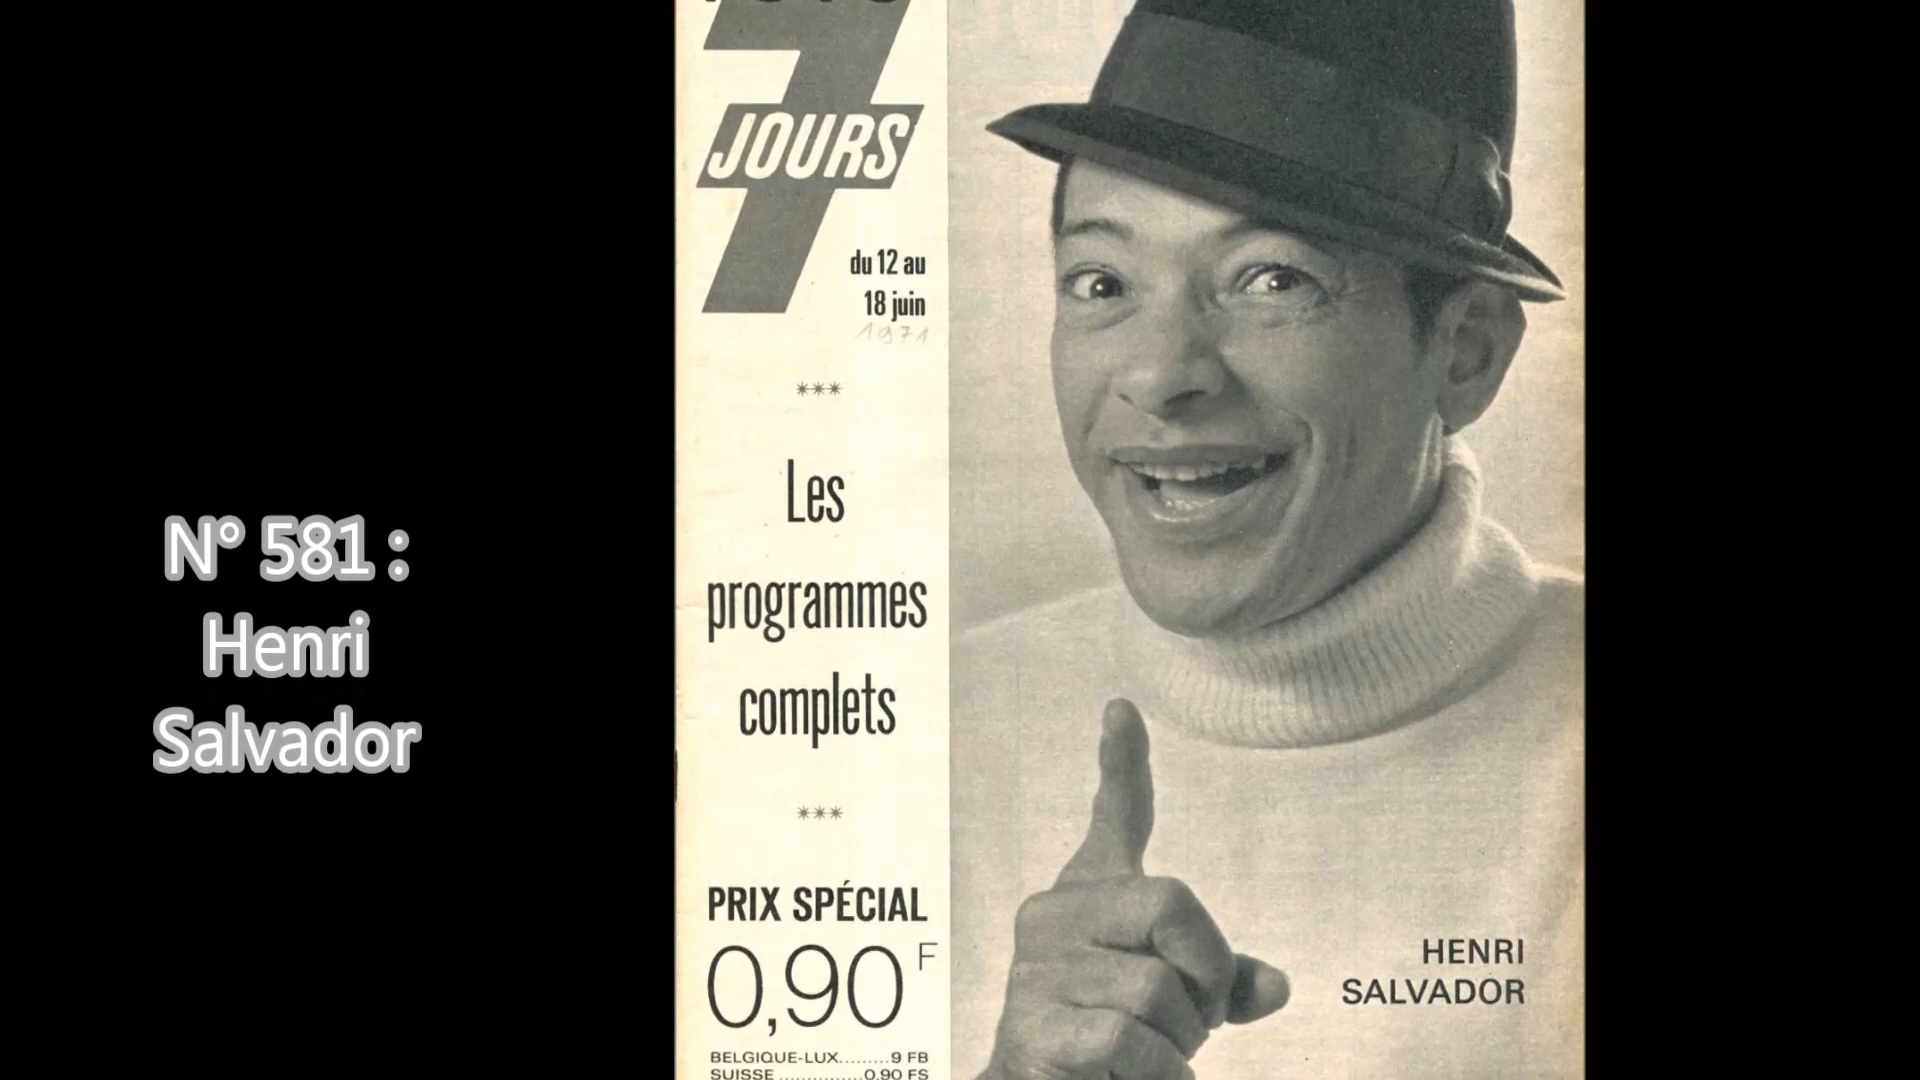 N° 581 :
Henri
Salvador
7
JOURS
du 12 au
18 juin
1971
***
Les
programmes
complets
***
PRIX SPÉCIAL
0,90 F
BELGIQUE-LUX.........9 FB
SUISSE ...............0,90 FS
HENRI
SALVADOR